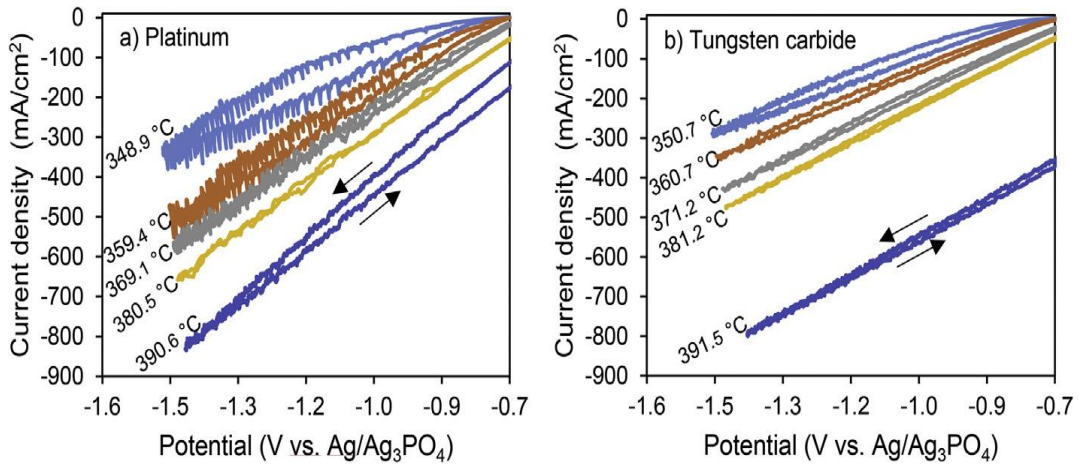 a) Platinum
0
-100
-200
-300
-400
-500
-600
-700
-800
-900
348.9 °C
359.4 °C
369.1 °C
380.5 °C
390.6 °C
-1.6
-1.5
-1.3
-1.2
-1.0
-0.9
-0.7
Current density (mA/cm²)
Potential (V vs. Ag/Ag₃PO₄)
b) Tungsten carbide
0
-100
-200
-300
-400
-500
-600
-700
-800
-900
350.7 °C
360.7 °C
371.2 °C
381.2 °C
391.5 °C
-1.6
-1.5
-1.3
-1.2
-1.0
-0.9
-0.7
Current density (mA/cm²)
Potential (V vs. Ag/Ag₃PO₄)